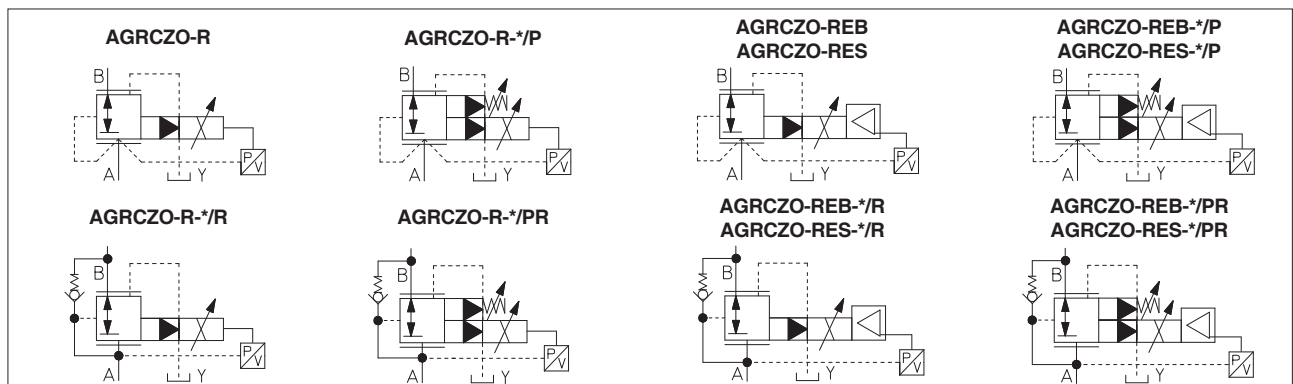 AGRCZO-R
AGRCZO-R-*/P
AGRCZO-REB
AGRCZO-RES
AGRCZO-REB-*/P
AGRCZO-RES-*/P
B
A
Y
P/V
B
A
Y
P/V
B
A
Y
P/V
B
A
Y
P/V
AGRCZO-R-*/R
AGRCZO-R-*/PR
AGRCZO-REB-*/R
AGRCZO-RES-*/R
AGRCZO-REB-*/PR
AGRCZO-RES-*/PR
B
A
Y
P/V
B
A
Y
P/V
B
A
Y
P/V
B
A
Y
P/V